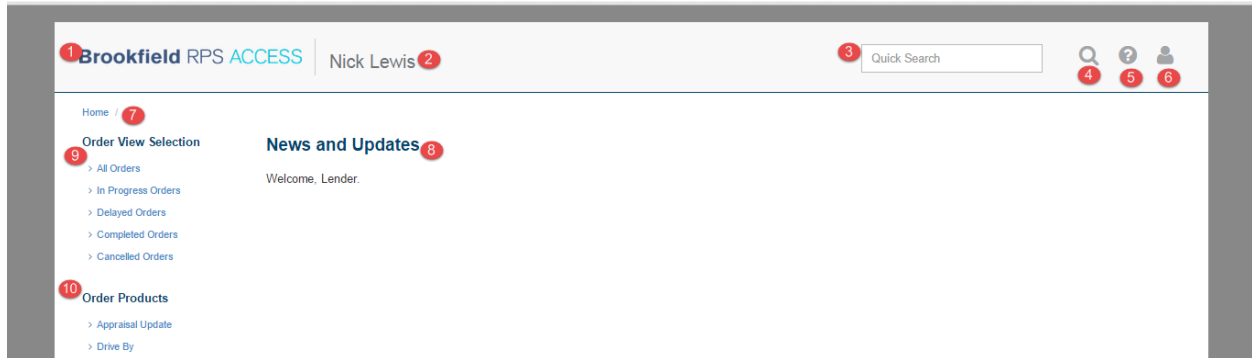 1 Brookfield RPS ACCESS Nick Lewis 2 3 Quick Search ? 4 5 6
Home / 7
Order View Selection
News and Updates 8
9
> All Orders
Welcome, Lender.
> In Progress Orders
> Delayed Orders
> Completed Orders
> Cancelled Orders
10
Order Products
> Appraisal Update
> Drive By